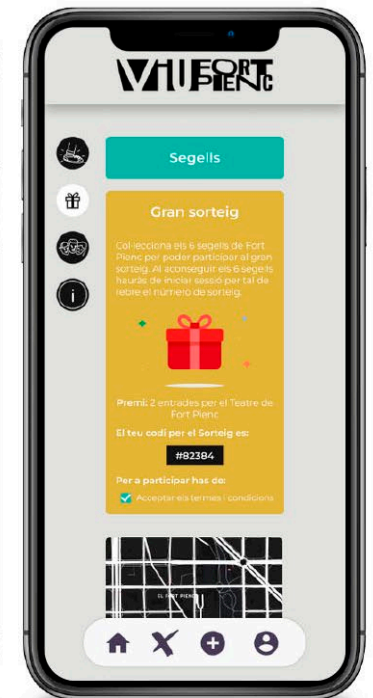 VIU FORT
PIENC
Segells
Gran sorteig
Col·lecciona els 6 segells de Fort
Pienc per poder participar al gran
sorteig. Al aconseguir els 6 segells
hauràs de iniciar sessió per tal de
rebre el número de sorteig.
Premi: 2 entrades per el Teatre de
Fort Pienc
El teu codi per el Sorteig es:
#82384
Per a participar has de:
Acceptar els termes i condicions
EL FORT PIENC